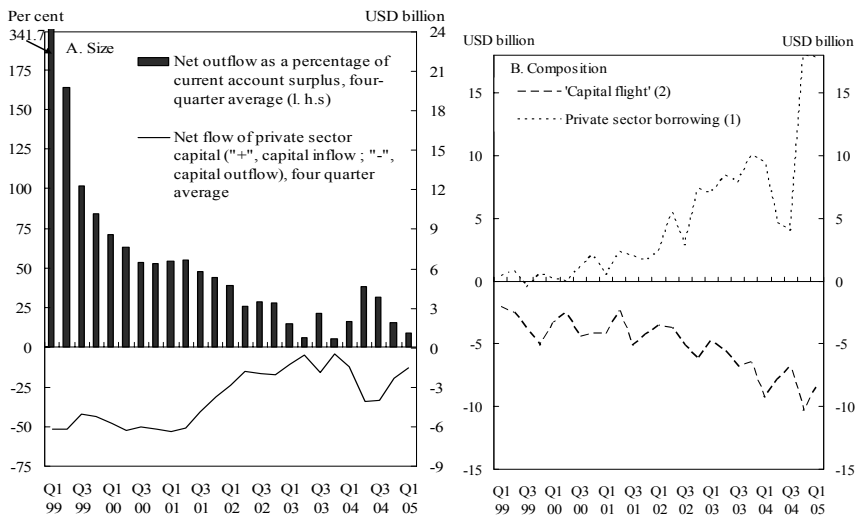 Per cent
USD billion
341.7
A. Size
Net outflow as a percentage of
current account surplus, four-
quarter average (l. h.s)
Net flow of private sector
capital ("+", capital inflow ; "-",
capital outflow), four quarter
average
175
150
125
100
75
50
25
0
-25
-50
-75
24
21
18
15
12
9
6
3
0
-3
-6
-9
Q1 Q3 Q1 Q3 Q1 Q3 Q1 Q3 Q1 Q3 Q1 Q3 Q1
99 99 00 00 01 01 02 02 03 03 04 04 05
USD billion
USD billion
B. Composition
'Capital flight' (2)
Private sector borrowing (1)
15
10
5
0
-5
-10
-15
15
10
5
0
-5
-10
-15
Q1 Q3 Q1 Q3 Q1 Q3 Q1 Q3 Q1 Q3 Q1 Q3 Q1
99 99 00 00 01 01 02 02 03 03 04 04 05